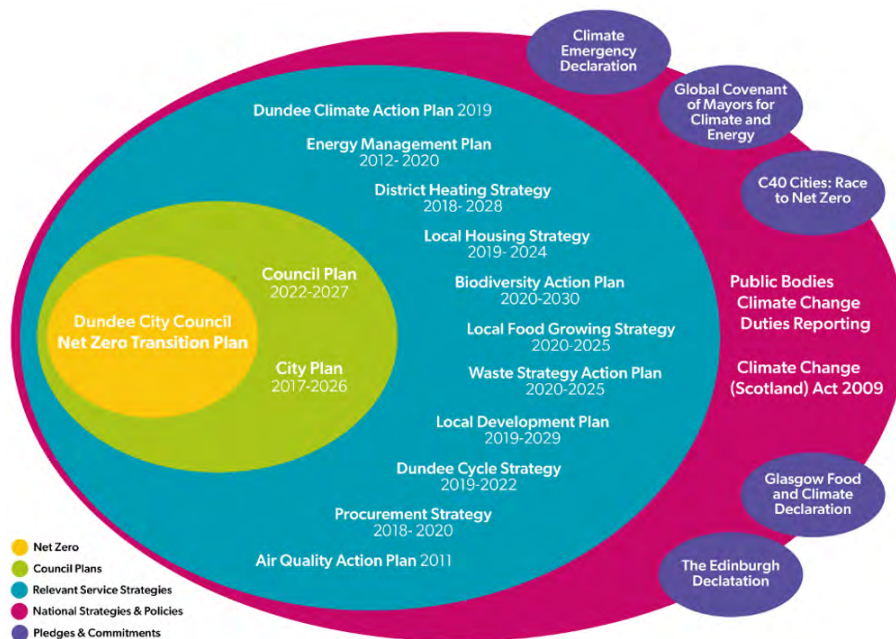 Climate
Emergency
Declaration
Global Covenant
of Mayors for
Climate and
Energy
C40 Cities: Race
to Net Zero
Dundee Climate Action Plan 2019
Energy Management Plan
2012- 2020
District Heating Strategy
2018- 2028
Local Housing Strategy
2019- 2024
Biodiversity Action Plan
2020-2030
Local Food Growing Strategy
2020-2025
Waste Strategy Action Plan
2020-2025
Local Development Plan
2019-2029
Dundee Cycle Strategy
2019-2022
Procurement Strategy
2018- 2020
Air Quality Action Plan 2011
Council Plan
2022-2027
City Plan
2017-2026
Dundee City Council
Net Zero Transition Plan
Public Bodies
Climate Change
Duties Reporting
Climate Change
(Scotland) Act 2009
Glasgow Food
and Climate
Declaration
The Edinburgh
Declatation
Net Zero
Council Plans
Relevant Service Strategies
National Strategies & Policies
Pledges & Commitments